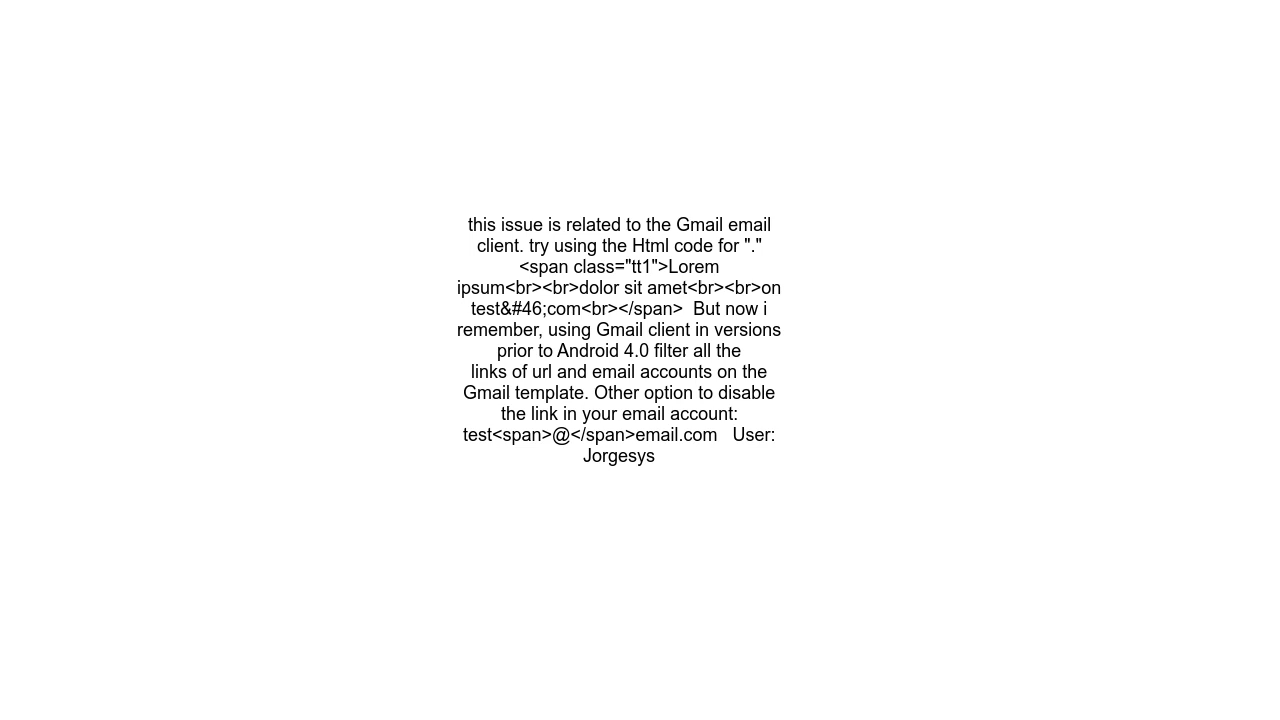 this issue is related to the Gmail email
client. try using the Html code for "."
<span class="tt1">Lorem
ipsum<br><br>dolor sit amet<br><br>on
test&#46;com<br></span>  But now i
remember, using Gmail client in versions
prior to Android 4.0 filter all the
links of url and email accounts on the
Gmail template. Other option to disable
the link in your email account:
test<span>@</span>email.com   User:
Jorgesys